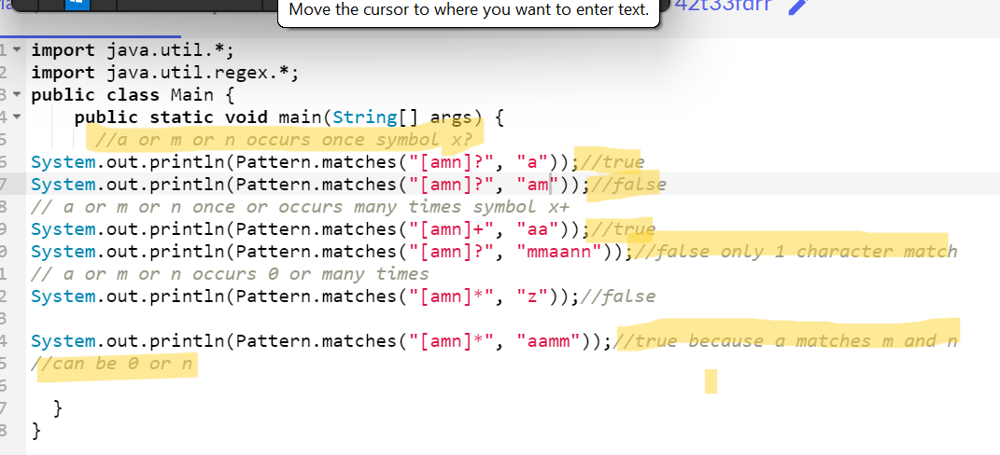 Move the cursor to where you want to enter text.
42t33fdrr
import java.util.*;
import java.util.regex.*;
public class Main {
public static void main(String[] args) {
//a or m or n occurs once symbol x?
System.out.println(Pattern.matches("[amn]?", "a"));//true
System.out.println(Pattern.matches("[amn]?", "am"));//false
// a or m or n once or occurs many times symbol x+
System.out.println(Pattern.matches("[amn]+", "aa"));//true
System.out.println(Pattern.matches("[amn]?", "mmaann"));//false only 1 character match
// a or m or n occurs 0 or many times
System.out.println(Pattern.matches("[amn]*", "z"));//false
System.out.println(Pattern.matches("[amn]*", "aamm"));//true because a matches m and n
//can be 0 or n
}
}